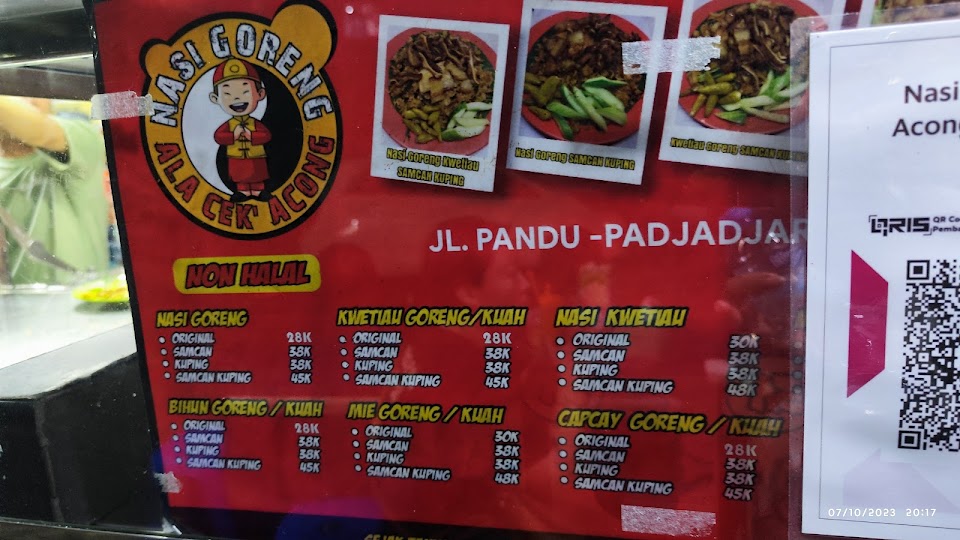 NASI GORENG
ALA CEK' ACONG
Nasi Goreng Kwetiau
SAMCAN KUPING
Nasi Goreng SAMCAN KUPING
Kwetiau Goreng SAMCAN
JL. PANDU -PADJADJAR
NON HALAL
NASI GORENG
• ORIGINAL 28K
• SAMCAN 38K
• KUPING 38K
• SAMCAN KUPING 45K
KWETIAU GORENG/KUAH
• ORIGINAL 28K
• SAMCAN 38K
• KUPING 38K
• SAMCAN KUPING 45K
NASI KWETIAU
• ORIGINAL 30K
• SAMCAN 38K
• KUPING 38K
• SAMCAN KUPING 48K
BIHUN GORENG / KUAH
• ORIGINAL 28K
• SAMCAN 38K
• KUPING 38K
• SAMCAN KUPING 45K
MIE GORENG / KUAH
• ORIGINAL 30K
• SAMCAN 38K
• KUPING 38K
• SAMCAN KUPING 48K
CAPCAY GORENG / KUAH
• ORIGINAL 28K
• SAMCAN 38K
• KUPING 38K
• SAMCAN KUPING 45K
Nasi
Acong
QRIS QR Co
Pemba
07/10/2023 20:17